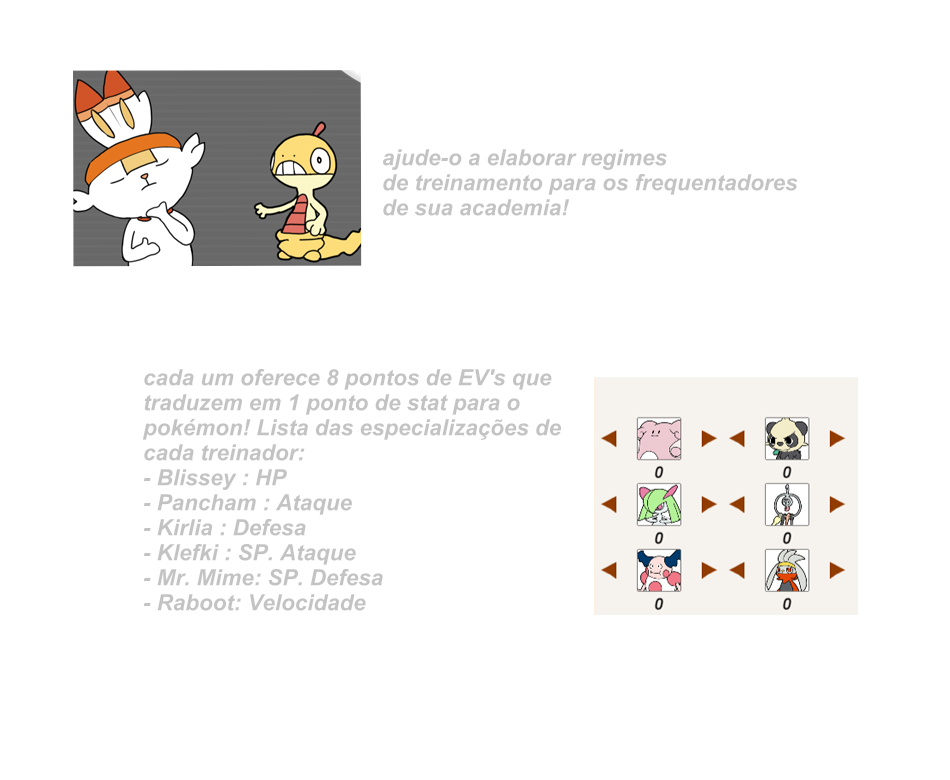 ajude-o a elaborar regimes
de treinamento para os frequentadores
de sua academia!
cada um oferece 8 pontos de EV's que
traduzem em 1 ponto de stat para o
pokémon! Lista das especializações de
cada treinador:
- Blissey : HP
- Pancham : Ataque
- Kirlia : Defesa
- Klefki : SP. Ataque
- Mr. Mime: SP. Defesa
- Raboot: Velocidade
0 0
0 0
0 0